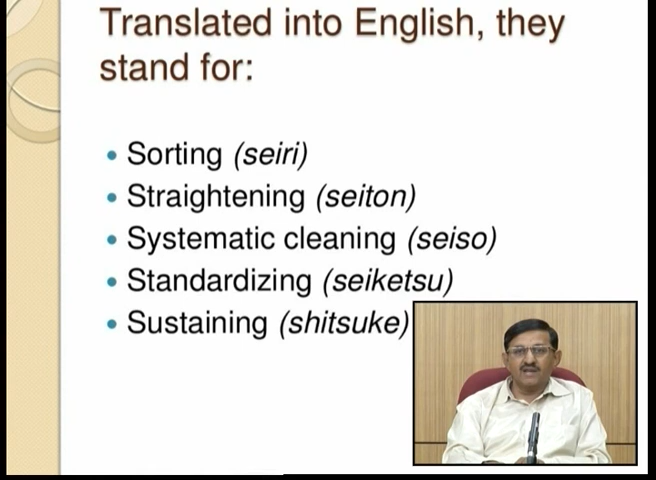 Translated into English, they
stand for:
• Sorting (seiri)
• Straightening (seiton)
• Systematic cleaning (seiso)
• Standardizing (seiketsu)
• Sustaining (shitsuke)